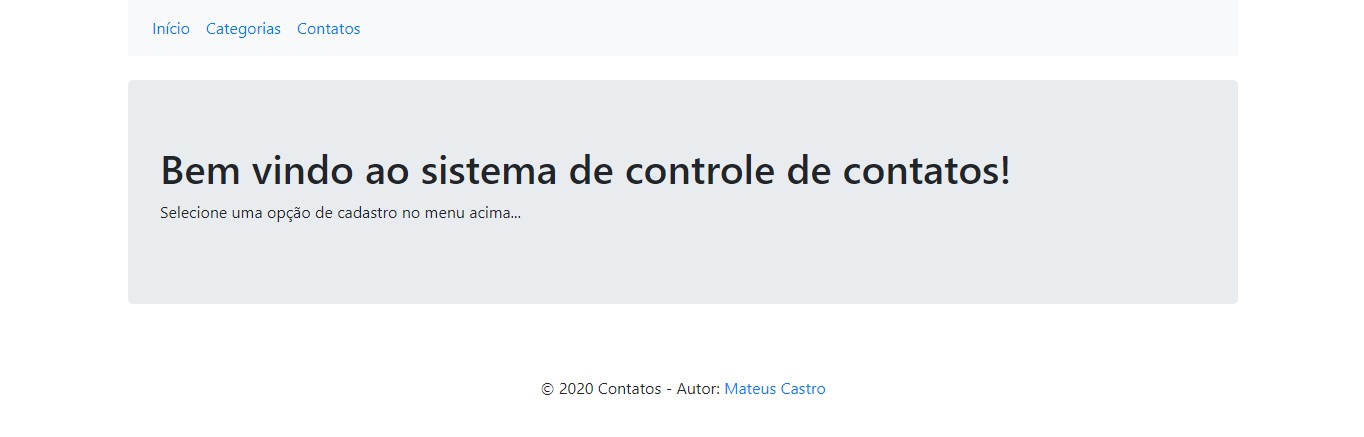 Início Categorias Contatos
Bem vindo ao sistema de controle de contatos!
Selecione uma opção de cadastro no menu acima...
© 2020 Contatos - Autor: Mateus Castro